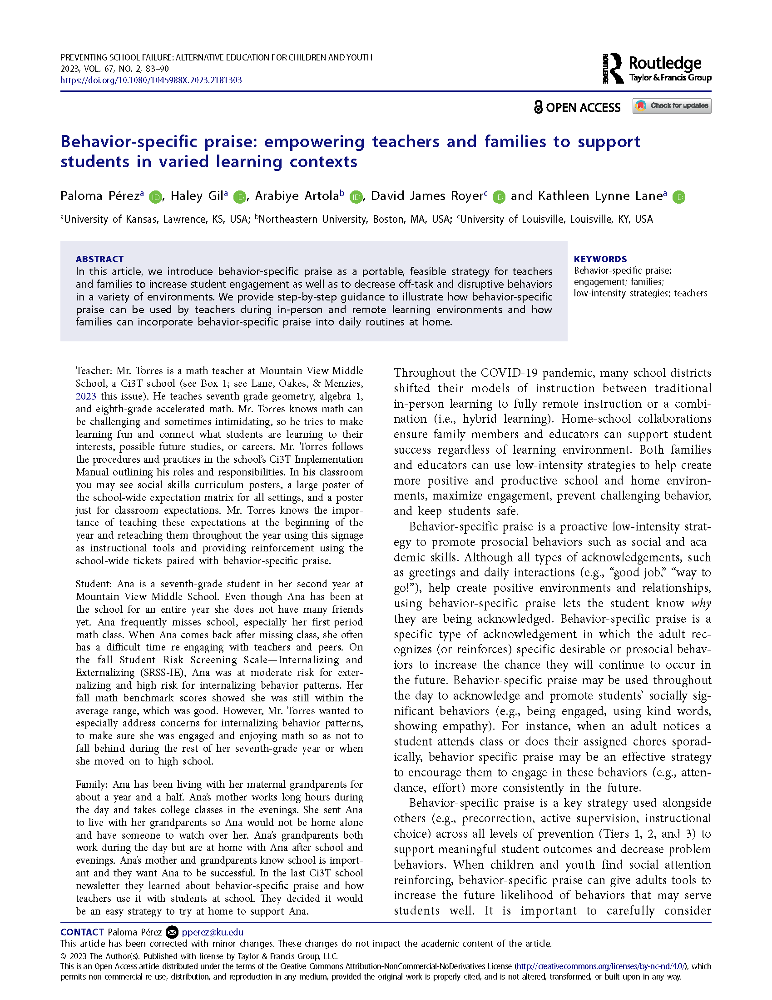 PREVENTING SCHOOL FAILURE: ALTERNATIVE EDUCATION FOR CHILDREN AND YOUTH
2023, VOL. 67, NO. 2, 83–90
https://doi.org/10.1080/1045988X.2023.2181303
ROUTLEDGE
Routledge
Taylor & Francis Group
OPEN ACCESS
Check for updates
Behavior-specific praise: empowering teachers and families to support
students in varied learning contexts
Paloma Pérezᵃ iD, Haley Gilᵃ iD, Arabiye Artolaᵇ iD, David James Royerᶜ iD and Kathleen Lynne Laneᵃ iD
ᵃUniversity of Kansas, Lawrence, KS, USA; ᵇNortheastern University, Boston, MA, USA; ᶜUniversity of Louisville, Louisville, KY, USA
ABSTRACT
In this article, we introduce behavior-specific praise as a portable, feasible strategy for teachers
and families to increase student engagement as well as to decrease off-task and disruptive behaviors
in a variety of environments. We provide step-by-step guidance to illustrate how behavior-specific
praise can be used by teachers during in-person and remote learning environments and how
families can incorporate behavior-specific praise into daily routines at home.
KEYWORDS
Behavior-specific praise;
engagement; families;
low-intensity strategies; teachers
Teacher: Mr. Torres is a math teacher at Mountain View Middle
School, a Ci3T school (see Box 1; see Lane, Oakes, & Menzies,
2023 this issue). He teaches seventh-grade geometry, algebra 1,
and eighth-grade accelerated math. Mr. Torres knows math can
be challenging and sometimes intimidating, so he tries to make
learning fun and connect what students are learning to their
interests, possible future studies, or careers. Mr. Torres follows
the procedures and practices in the school's Ci3T Implementation
Manual outlining his roles and responsibilities. In his classroom
you may see social skills curriculum posters, a large poster of
the school-wide expectation matrix for all settings, and a poster
just for classroom expectations. Mr. Torres knows the impor-
tance of teaching these expectations at the beginning of the
year and reteaching them throughout the year using this signage
as instructional tools and providing reinforcement using the
school-wide tickets paired with behavior-specific praise.
Student: Ana is a seventh-grade student in her second year at
Mountain View Middle School. Even though Ana has been at
the school for an entire year she does not have many friends
yet. Ana frequently misses school, especially her first-period
math class. When Ana comes back after missing class, she often
has a difficult time re-engaging with teachers and peers. On
the fall Student Risk Screening Scale—Internalizing and
Externalizing (SRSS-IE), Ana was at moderate risk for exter-
nalizing and high risk for internalizing behavior patterns. Her
fall math benchmark scores showed she was still within the
average range, which was good. However, Mr. Torres wanted to
especially address concerns for internalizing behavior patterns,
to make sure she was engaged and enjoying math so as not to
fall behind during the rest of her seventh-grade year or when
she moved on to high school.
Family: Ana has been living with her maternal grandparents for
about a year and a half. Ana's mother works long hours during
the day and takes college classes in the evenings. She sent Ana
to live with her grandparents so Ana would not be home alone
and have someone to watch over her. Ana's grandparents both
work during the day but are at home with Ana after school and
evenings. Ana's mother and grandparents know school is import-
ant and they want Ana to be successful. In the last Ci3T school
newsletter they learned about behavior-specific praise and how
teachers use it with students at school. They decided it would
be an easy strategy to try at home to support Ana.
Throughout the COVID-19 pandemic, many school districts
shifted their models of instruction between traditional
in-person learning to fully remote instruction or a combi-
nation (i.e., hybrid learning). Home-school collaborations
ensure family members and educators can support student
success regardless of learning environment. Both families
and educators can use low-intensity strategies to help create
more positive and productive school and home environ-
ments, maximize engagement, prevent challenging behavior,
and keep students safe.
Behavior-specific praise is a proactive low-intensity strat-
egy to promote prosocial behaviors such as social and aca-
demic skills. Although all types of acknowledgements, such
as greetings and daily interactions (e.g., “good job,” “way to
go!”), help create positive environments and relationships,
using behavior-specific praise lets the student know why
they are being acknowledged. Behavior-specific praise is a
specific type of acknowledgement in which the adult rec-
ognizes (or reinforces) specific desirable or prosocial behav-
iors to increase the chance they will continue to occur in
the future. Behavior-specific praise may be used throughout
the day to acknowledge and promote students' socially sig-
nificant behaviors (e.g., being engaged, using kind words,
showing empathy). For instance, when an adult notices a
student attends class or does their assigned chores sporad-
ically, behavior-specific praise may be an effective strategy
to encourage them to engage in these behaviors (e.g., atten-
dance, effort) more consistently in the future.
Behavior-specific praise is a key strategy used alongside
others (e.g., precorrection, active supervision, instructional
choice) across all levels of prevention (Tiers 1, 2, and 3) to
support meaningful student outcomes and decrease problem
behaviors. When children and youth find social attention
reinforcing, behavior-specific praise can give adults tools to
increase the future likelihood of behaviors that may serve
students well. It is important to carefully consider
CONTACT Paloma Pérez pperez@ku.edu
This article has been corrected with minor changes. These changes do not impact the academic content of the article.
© 2023 The Author(s). Published with license by Taylor & Francis Group, LLC.
This is an Open Access article distributed under the terms of the Creative Commons Attribution-NonCommercial-NoDerivatives License (http://creativecommons.org/licenses/by-nc-nd/4.0/), which
permits non-commercial re-use, distribution, and reproduction in any medium, provided the original work is properly cited, and is not altered, transformed, or built upon in any way.